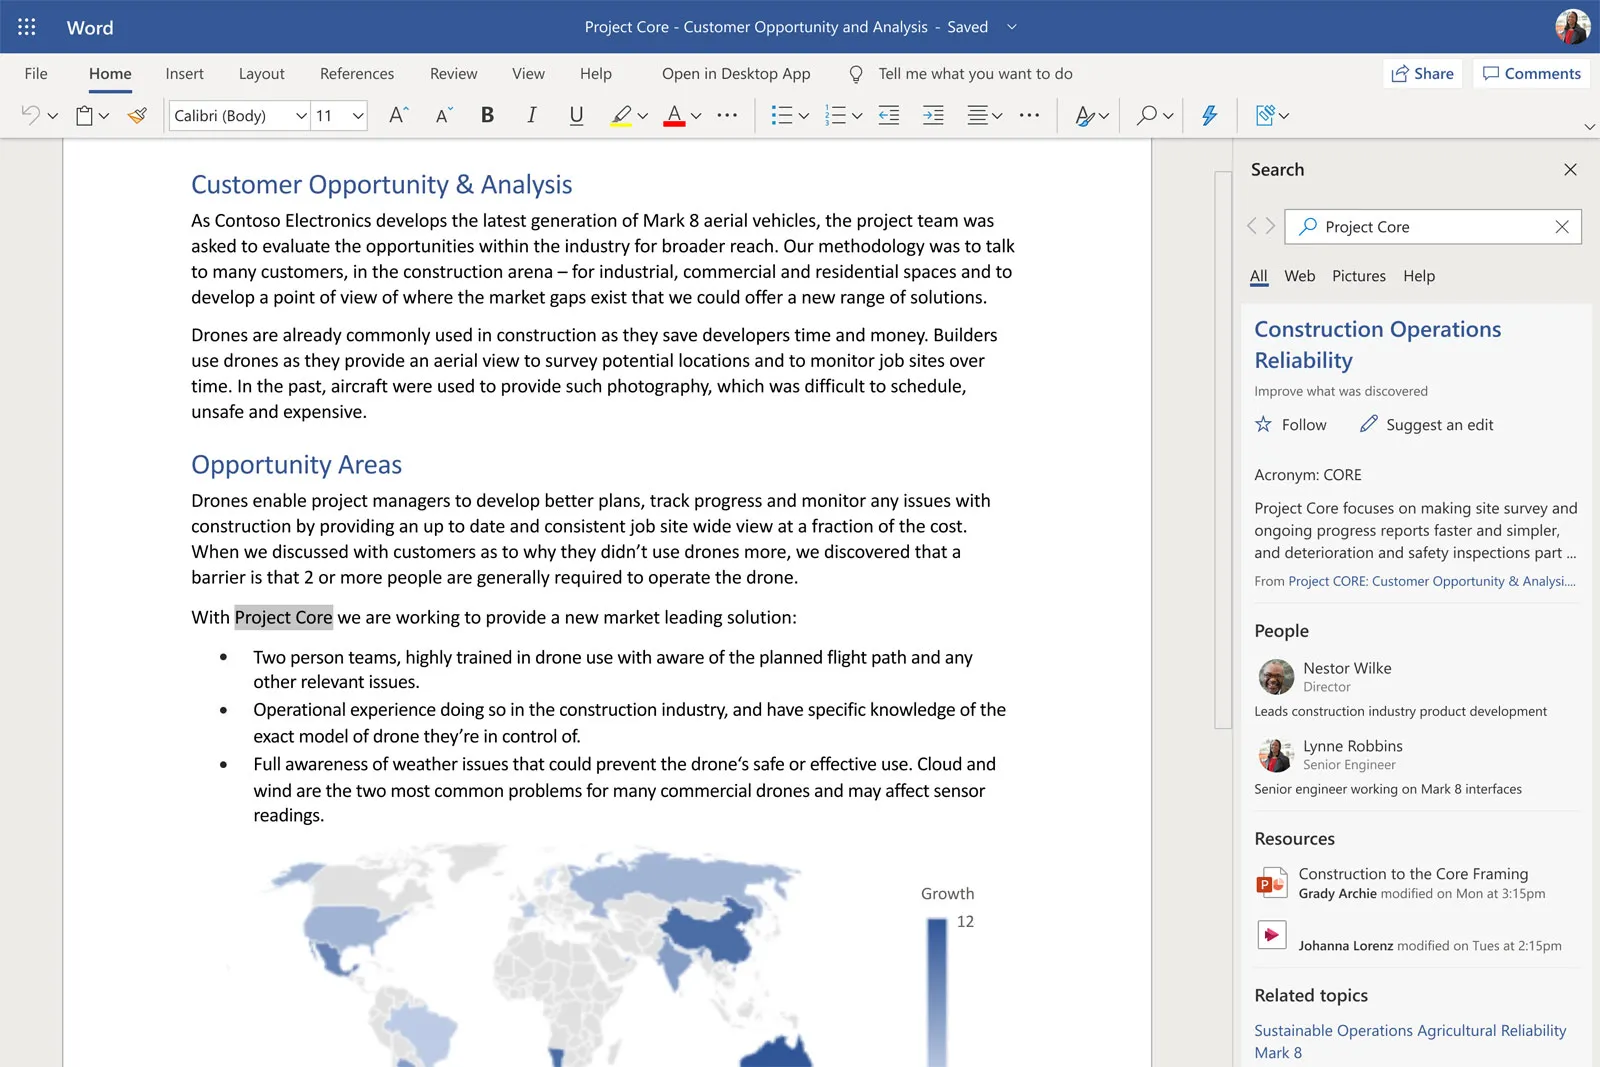 Word
Project Core - Customer Opportunity and Analysis - Saved
File Home Insert Layout References Review View Help Open in Desktop App Tell me what you want to do Share Comments
Calibri (Body) 11 A A B I U A
Customer Opportunity & Analysis
As Contoso Electronics develops the latest generation of Mark 8 aerial vehicles, the project team was
asked to evaluate the opportunities within the industry for broader reach. Our methodology was to talk
to many customers, in the construction arena – for industrial, commercial and residential spaces and to
develop a point of view of where the market gaps exist that we could offer a new range of solutions.
Drones are already commonly used in construction as they save developers time and money. Builders
use drones as they provide an aerial view to survey potential locations and to monitor job sites over
time. In the past, aircraft were used to provide such photography, which was difficult to schedule,
unsafe and expensive.
Opportunity Areas
Drones enable project managers to develop better plans, track progress and monitor any issues with
construction by providing an up to date and consistent job site wide view at a fraction of the cost.
When we discussed with customers as to why they didn’t use drones more, we discovered that a
barrier is that 2 or more people are generally required to operate the drone.
With Project Core we are working to provide a new market leading solution:
• Two person teams, highly trained in drone use with aware of the planned flight path and any
other relevant issues.
• Operational experience doing so in the construction industry, and have specific knowledge of the
exact model of drone they’re in control of.
• Full awareness of weather issues that could prevent the drone‘s safe or effective use. Cloud and
wind are the two most common problems for many commercial drones and may affect sensor
readings.
Growth
12
Search
Project Core
All Web Pictures Help
Construction Operations
Reliability
Improve what was discovered
Follow Suggest an edit
Acronym: CORE
Project Core focuses on making site survey and
ongoing progress reports faster and simpler,
and deterioration and safety inspections part ...
From Project CORE: Customer Opportunity & Analysi....
People
Nestor Wilke
Director
Leads construction industry product development
Lynne Robbins
Senior Engineer
Senior engineer working on Mark 8 interfaces
Resources
Construction to the Core Framing
Grady Archie modified on Mon at 3:15pm
Johanna Lorenz modified on Tues at 2:15pm
Related topics
Sustainable Operations Agricultural Reliability
Mark 8